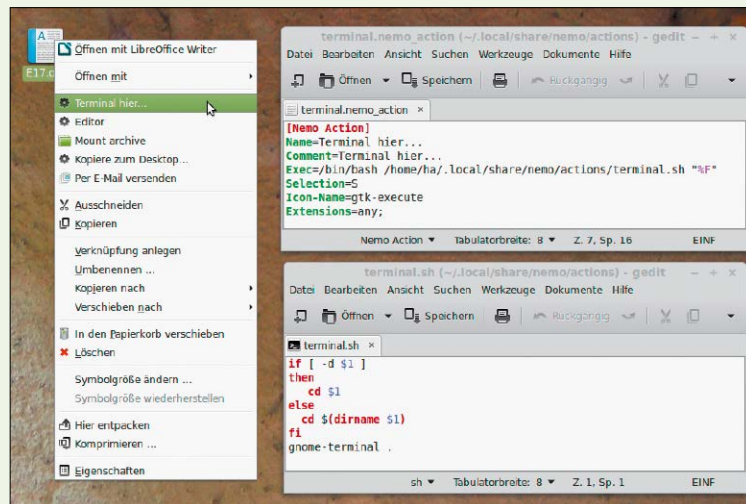 E17.o
Öffnen mit LibreOffice Writer
Öffnen mit
Terminal hier...
Editor
Mount archive
Kopiere zum Desktop...
Per E-Mail versenden
Ausschneiden
Kopieren
Verknüpfung anlegen
Umbenennen ...
Kopieren nach
Verschieben nach
In den Papierkorb verschieben
Löschen
Symbolgröße ändern ...
Symbolgröße wiederherstellen
Hier entpacken
Komprimieren ...
Eigenschaften
terminal.nemo_action (~/.local/share/nemo/actions) - gedit
Datei Bearbeiten Ansicht Suchen Werkzeuge Dokumente Hilfe
Öffnen Speichern Rückgängig
terminal.nemo_action ×
[Nemo Action]
Name=Terminal hier...
Comment=Terminal hier...
Exec=/bin/bash /home/ha/.local/share/nemo/actions/terminal.sh "%F"
Selection=S
Icon-Name=gtk-execute
Extensions=any;
Nemo Action Tabulatorbreite: 8 Z. 7, Sp. 16 EINF
terminal.sh (~/.local/share/nemo/actions) - gedit
Datei Bearbeiten Ansicht Suchen Werkzeuge Dokumente Hilfe
Öffnen Speichern Rückgängig
terminal.sh ×
if [ -d $1 ]
then
cd $1
else
cd $(dirname $1)
fi
gnome-terminal .
sh Tabulatorbreite: 8 Z. 1, Sp. 1 EINF